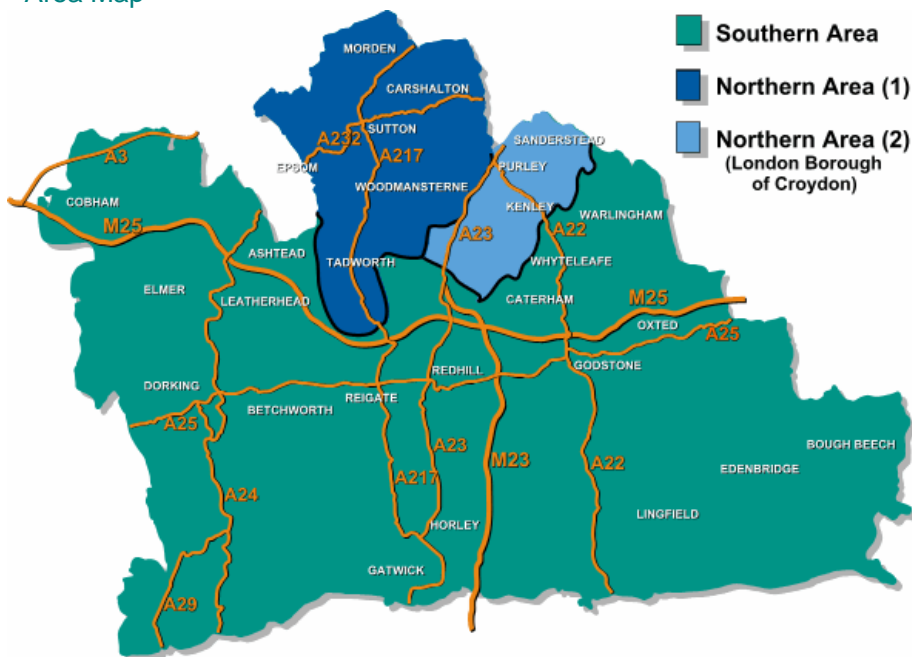 Area Map
Southern Area
Northern Area (1)
Northern Area (2)
(London Borough
of Croydon)
MORDEN
CARSHALTON
SUTTON
A232
A217
EPSOM
WOODMANSTERNE
SANDERSTEAD
PURLEY
KENLEY
A3
COBHAM
M25
ASHTEAD
TADWORTH
A23
A22
WARLINGHAM
WHYTELEAFE
ELMER
LEATHERHEAD
CATERHAM
M25
OXTED
A25
GODSTONE
REDHILL
DORKING
BETCHWORTH
REIGATE
A25
A23
M23
A22
BOUGH BEECH
EDENBRIDGE
A217
A24
LINGFIELD
HORLEY
GATWICK
A29